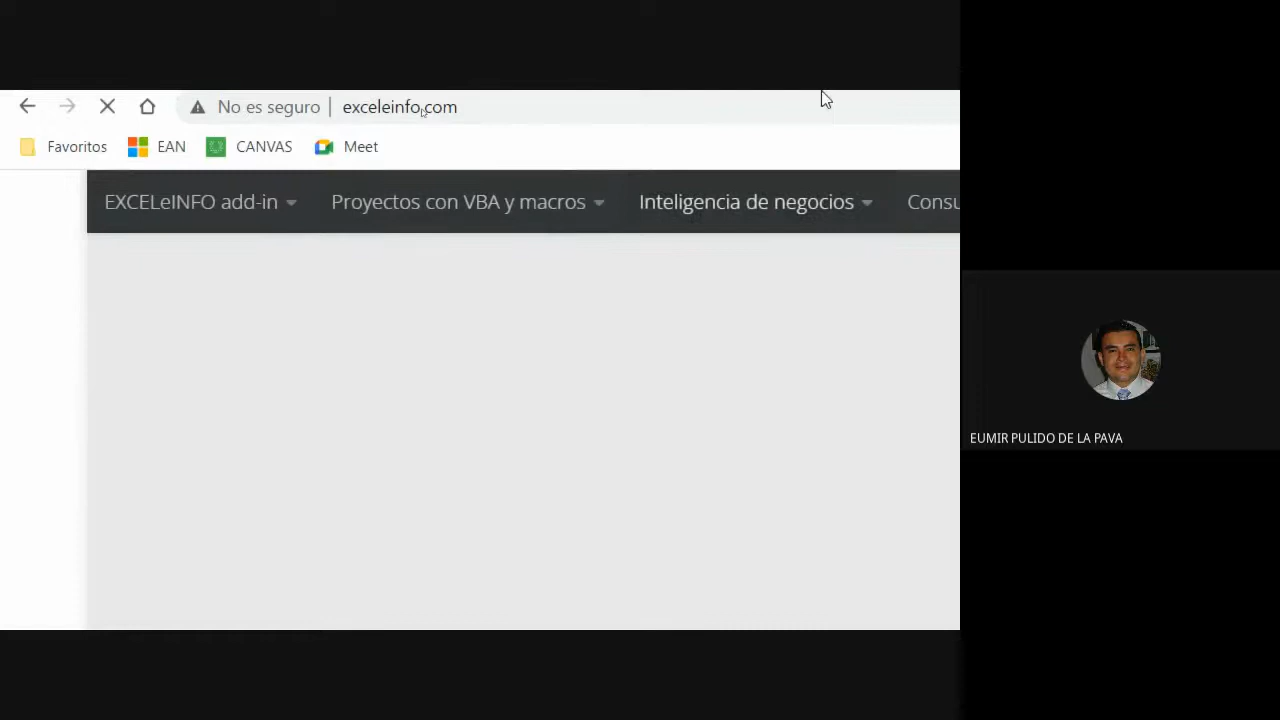 No es seguro | exceleinfo.com
Favoritos EAN CANVAS Meet
EXCELeINFO add-in Proyectos con VBA y macros Inteligencia de negocios Consu
EUMIR PULIDO DE LA PAVA